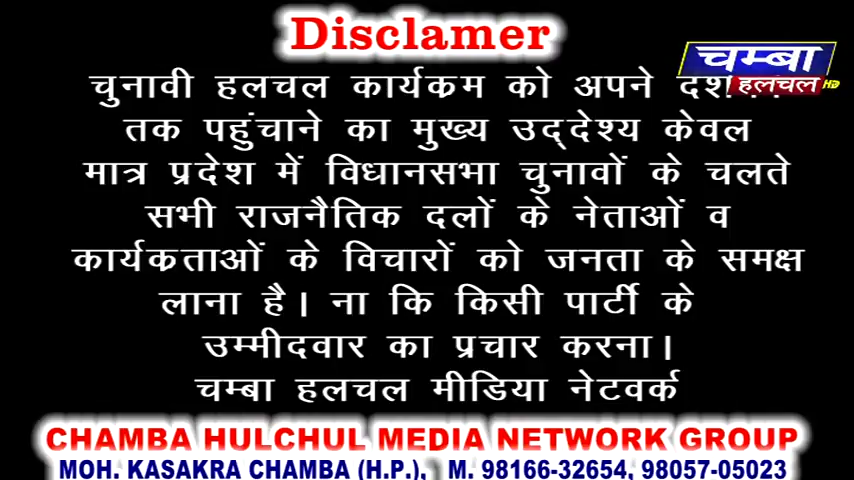 Disclamer
चम्बा
हलचल HD
चुनावी हलचल कार्यकम को अपने
तक पहुंचाने का मुख्य उद्देश्य केवल
मात्र प्रदेश में विधानसभा चुनावों के चलते
सभी राजनैतिक दलों के नेताओं व
कार्यकताओं के विचारों को जनता के समक्ष
लाना है। ना कि किसी पार्टी के
उम्मीदवार का प्रचार करना।
चम्बा हलचल मीडिया नेटवर्क
CHAMBA HULCHUL MEDIA NETWORK GROUP
MOH. KASAKRA CHAMBA (H.P.), M. 98166-32654, 98057-05023